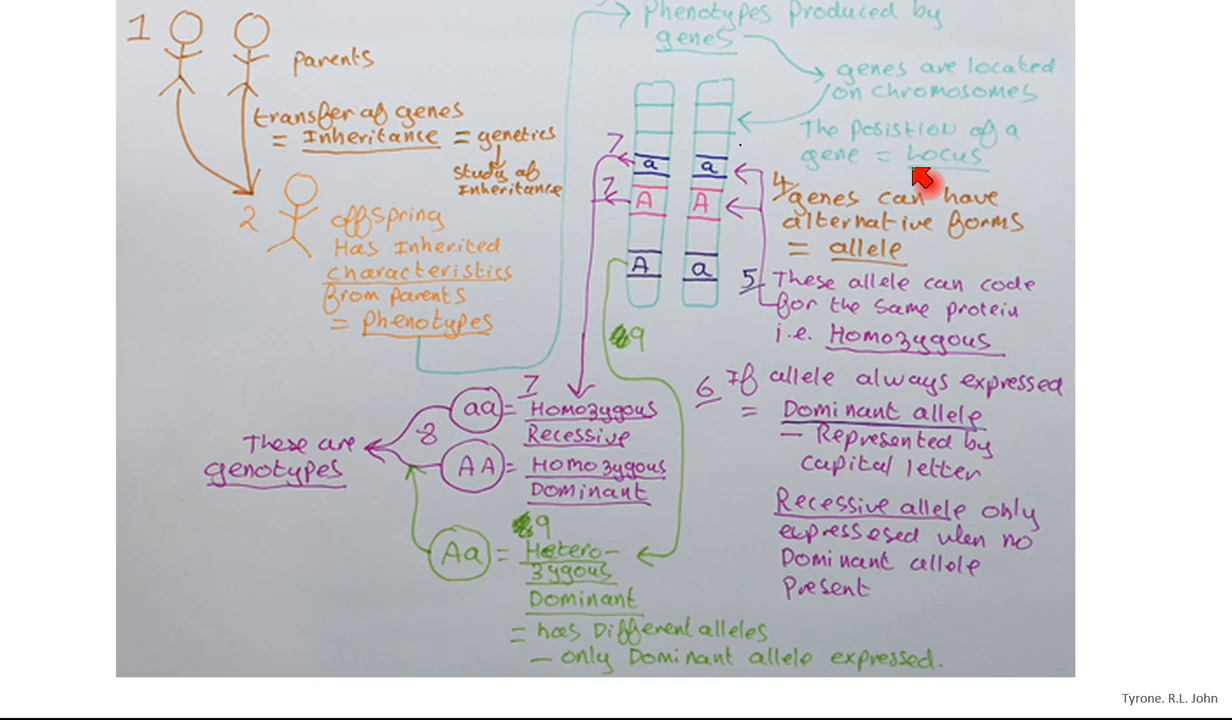 1
parents
transfer of genes
= Inheritance = genetics
study of
Inheritance
2
offspring
Has Inherited
characteristics
from parents
= phenotypes
Phenotypes produced by
genes
genes are located
on chromosomes
The posistion of a
gene = Locus
a a
A A
A a
7
7
4 genes can have
alternative forms
= allele
5 These allele can code
for the same protein
i.e. Homozygous
6 If allele always expressed
= Dominant allele
- Represented by
capital letter
Recessive allele only
expressesed when no
Dominant allele
present
9
7
aa = Homozygous
Recessive
8
These are
genotypes
AA = Homozygous
Dominant
9
Aa = Hetero-
zygous
Dominant
= has Different alleles
- only Dominant allele expressed.
Tyrone. R.L. John